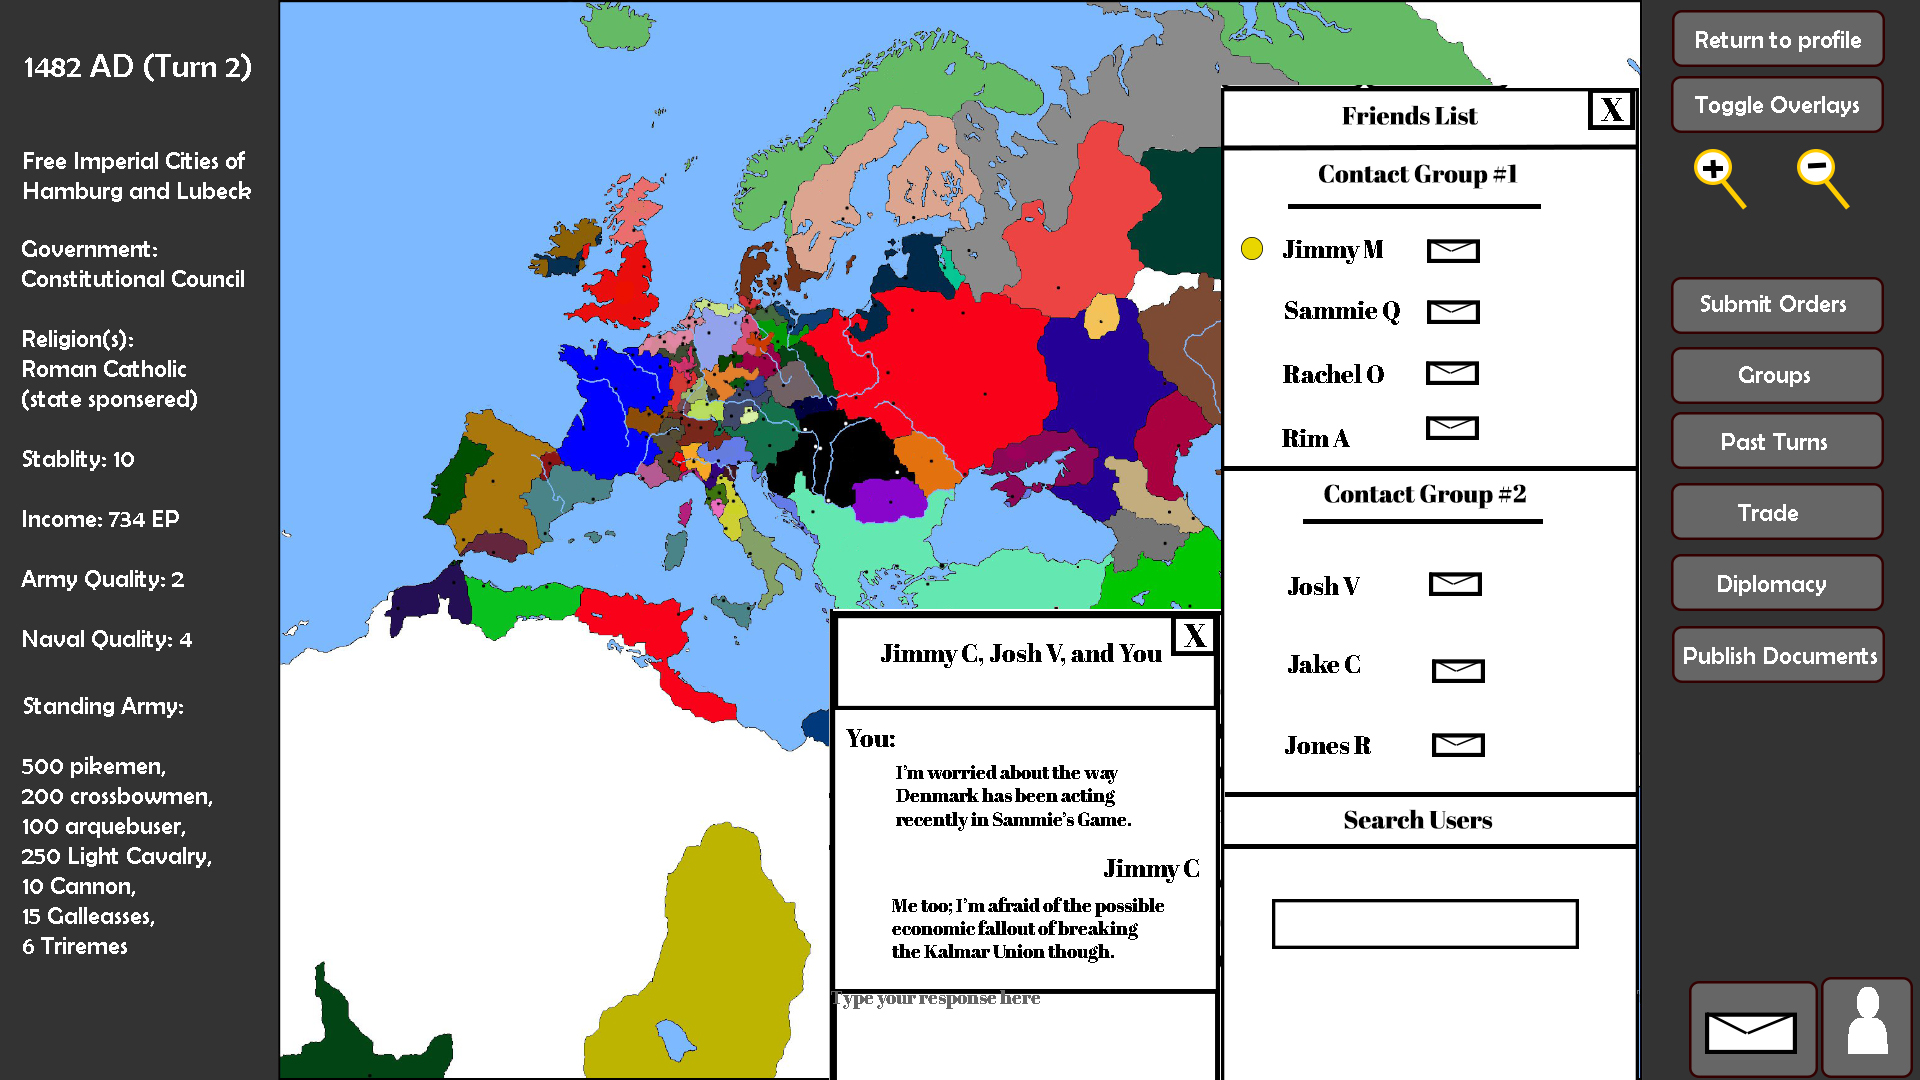 1482 AD (Turn 2)
Free Imperial Cities of
Hamburg and Lubeck
Government:
Constitutional Council
Religion(s):
Roman Catholic
(state sponsered)
Stablity: 10
Income: 734 EP
Army Quality: 2
Naval Quality: 4
Standing Army:
500 pikemen,
200 crossbowmen,
100 arquebuser,
250 Light Cavalry,
10 Cannon,
15 Galleasses,
6 Triremes
Jimmy C, Josh V, and You
X
You:
I'm worried about the way
Denmark has been acting
recently in Sammie's Game.
Jimmy C
Me too; I'm afraid of the possible
economic fallout of breaking
the Kalmar Union though.
Type your response here
Friends List
X
Contact Group #1
Jimmy M
Sammie Q
Rachel O
Rim A
Contact Group #2
Josh V
Jake C
Jones R
Search Users
Return to profile
Toggle Overlays
Submit Orders
Groups
Past Turns
Trade
Diplomacy
Publish Documents